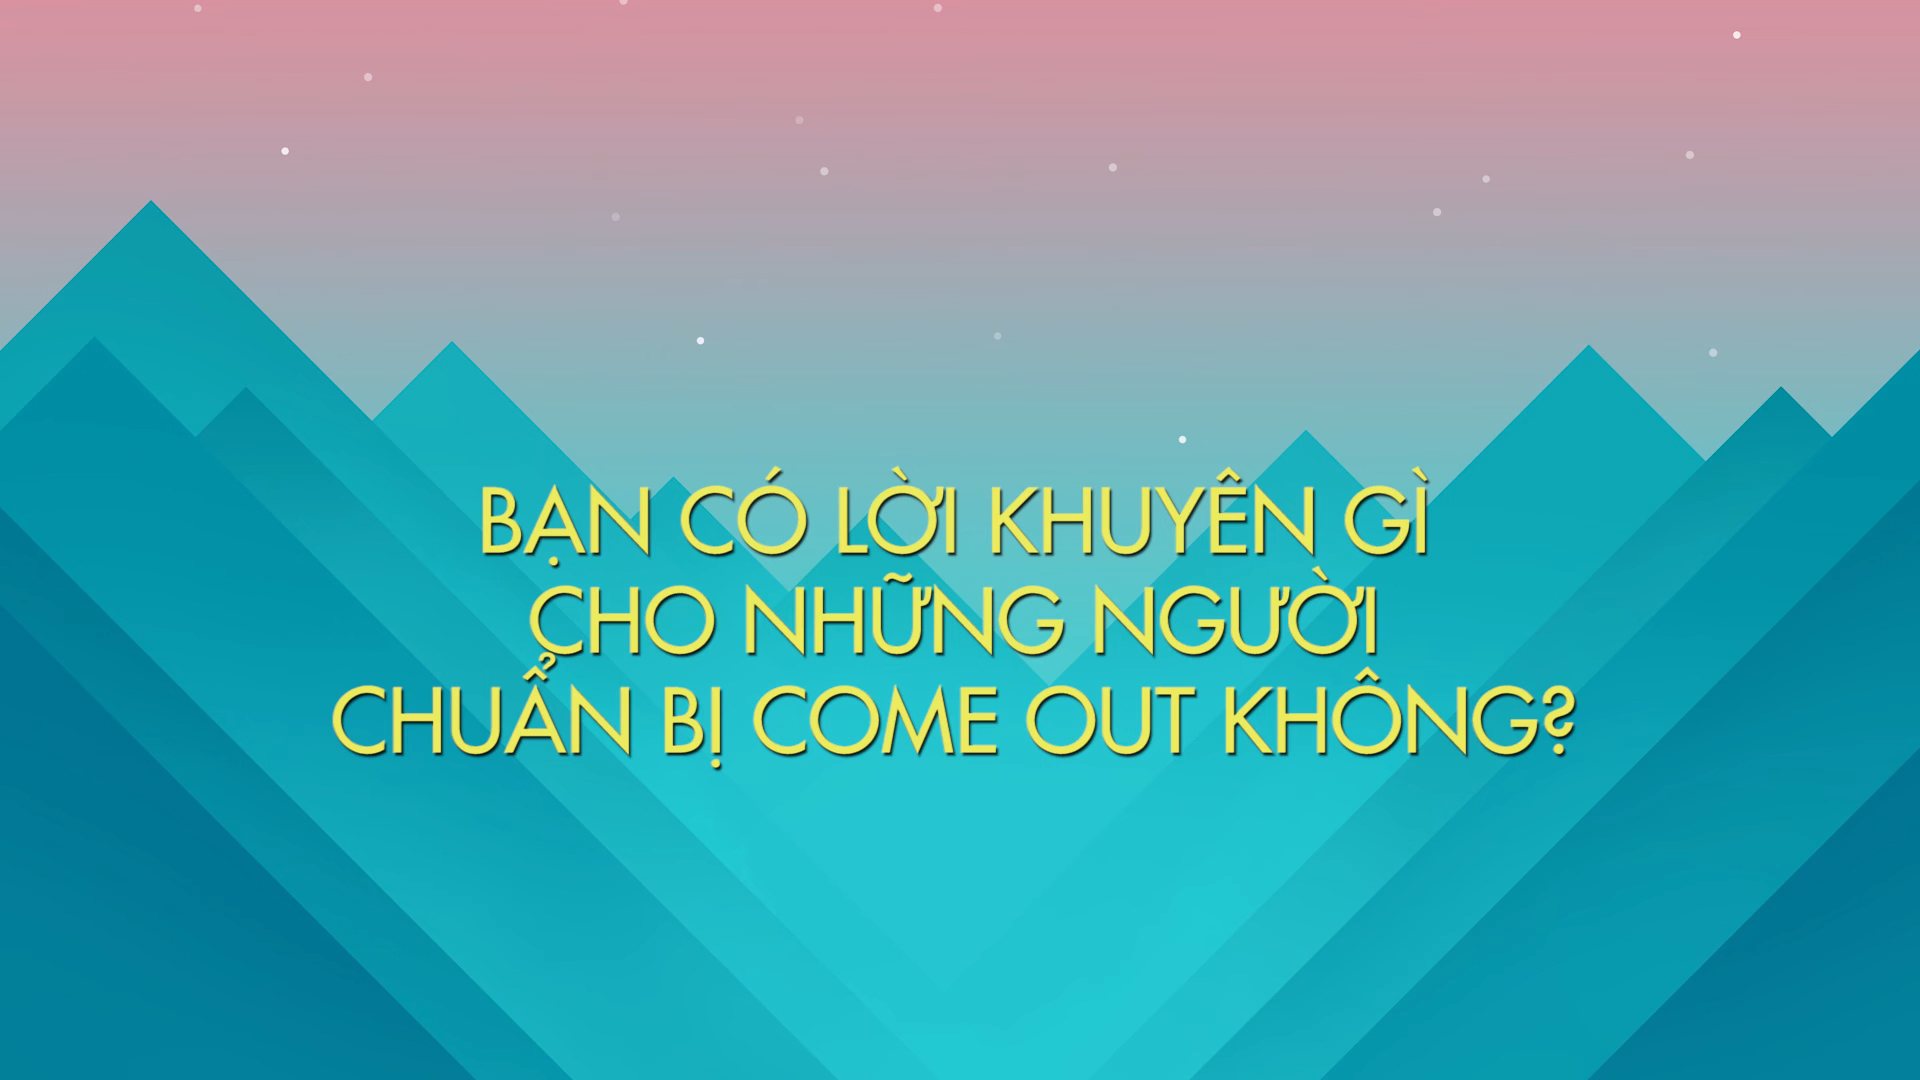 BẠN CÓ LỜI KHUYÊN GÌ
CHO NHỮNG NGƯỜI
CHUẨN BỊ COME OUT KHÔNG?